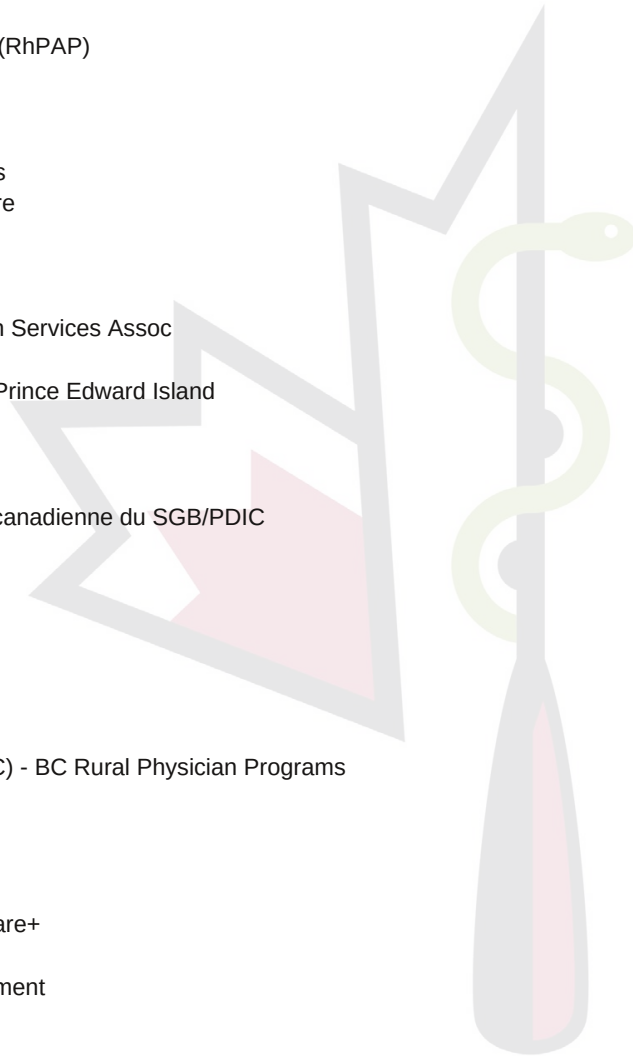 (RhPAP)
s
re
n Services Assoc
Prince Edward Island
canadienne du SGB/PDIC
C) - BC Rural Physician Programs
are+
ment